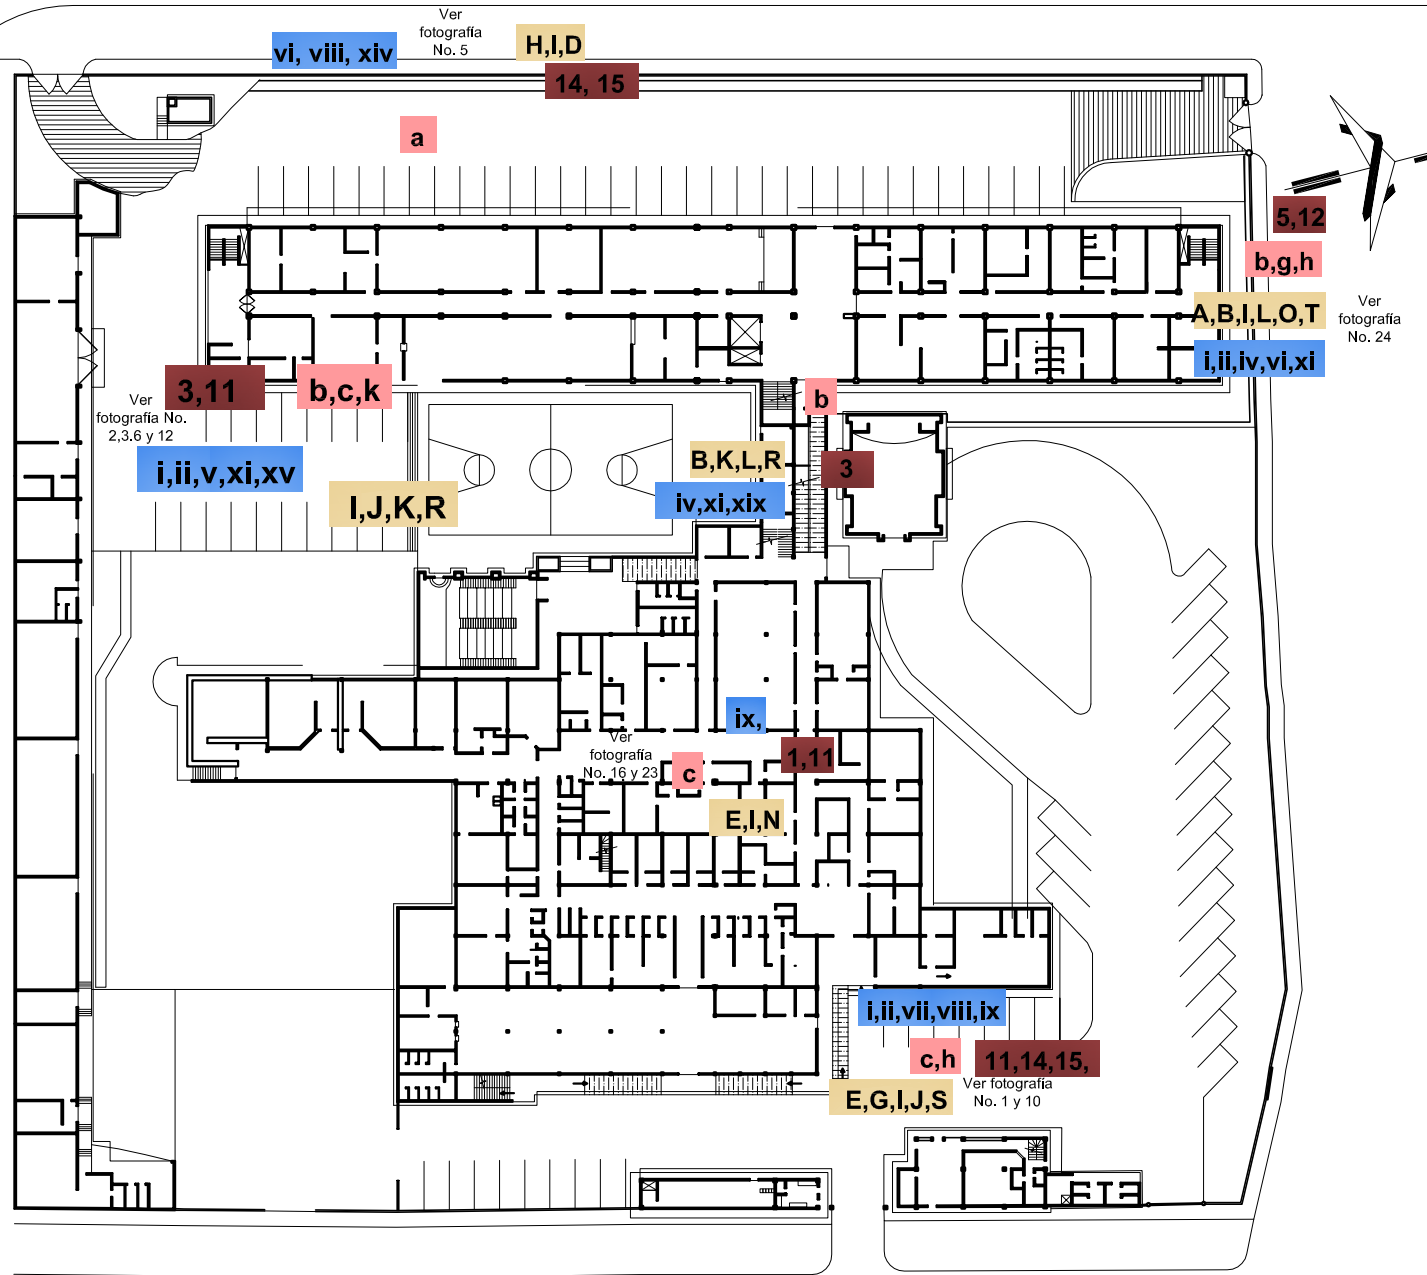 Ver
fotografía
No. 5
vi, viii, xiv
H,I,D
14, 15
a
5,12
b,g,h
A,B,I,L,O,T
i,ii,iv,vi,xi
Ver
fotografía
No. 24
3,11
b,c,k
Ver
fotografía No.
2,3.6 y 12
i,ii,v,xi,xv
I,J,K,R
b
B,K,L,R
3
iv,xi,xix
ix,
1,11
Ver
fotografía
No. 16 y 23
c
E,I,N
i,ii,vii,viii,ix
c,h
11,14,15,
E,G,I,J,S
Ver fotografía
No. 1 y 10